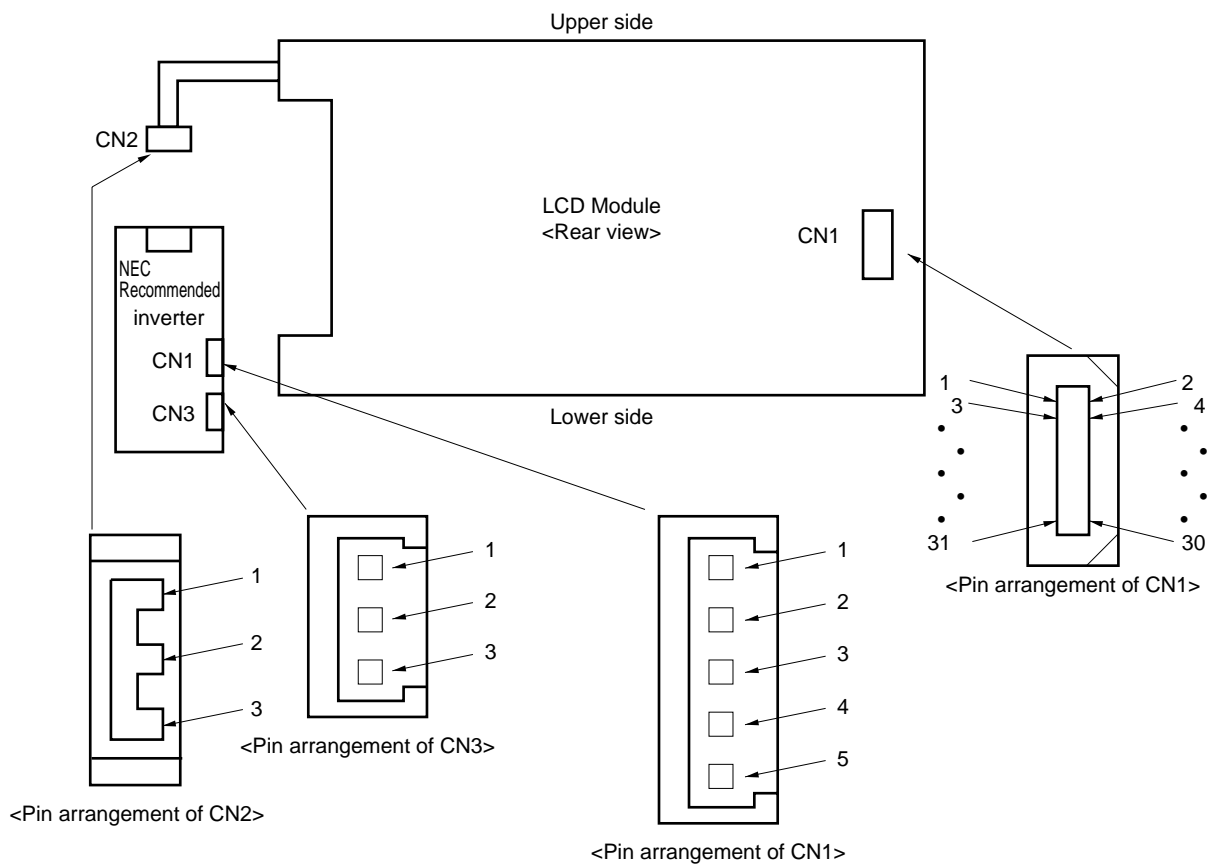 Upper side
CN2
LCD Module
<Rear view>
CN1
NEC
Recommended
inverter
CN1
CN3
Lower side
1
2
3
4
31
30
<Pin arrangement of CN1>
1
2
3
<Pin arrangement of CN2>
1
2
3
<Pin arrangement of CN3>
1
2
3
4
5
<Pin arrangement of CN1>